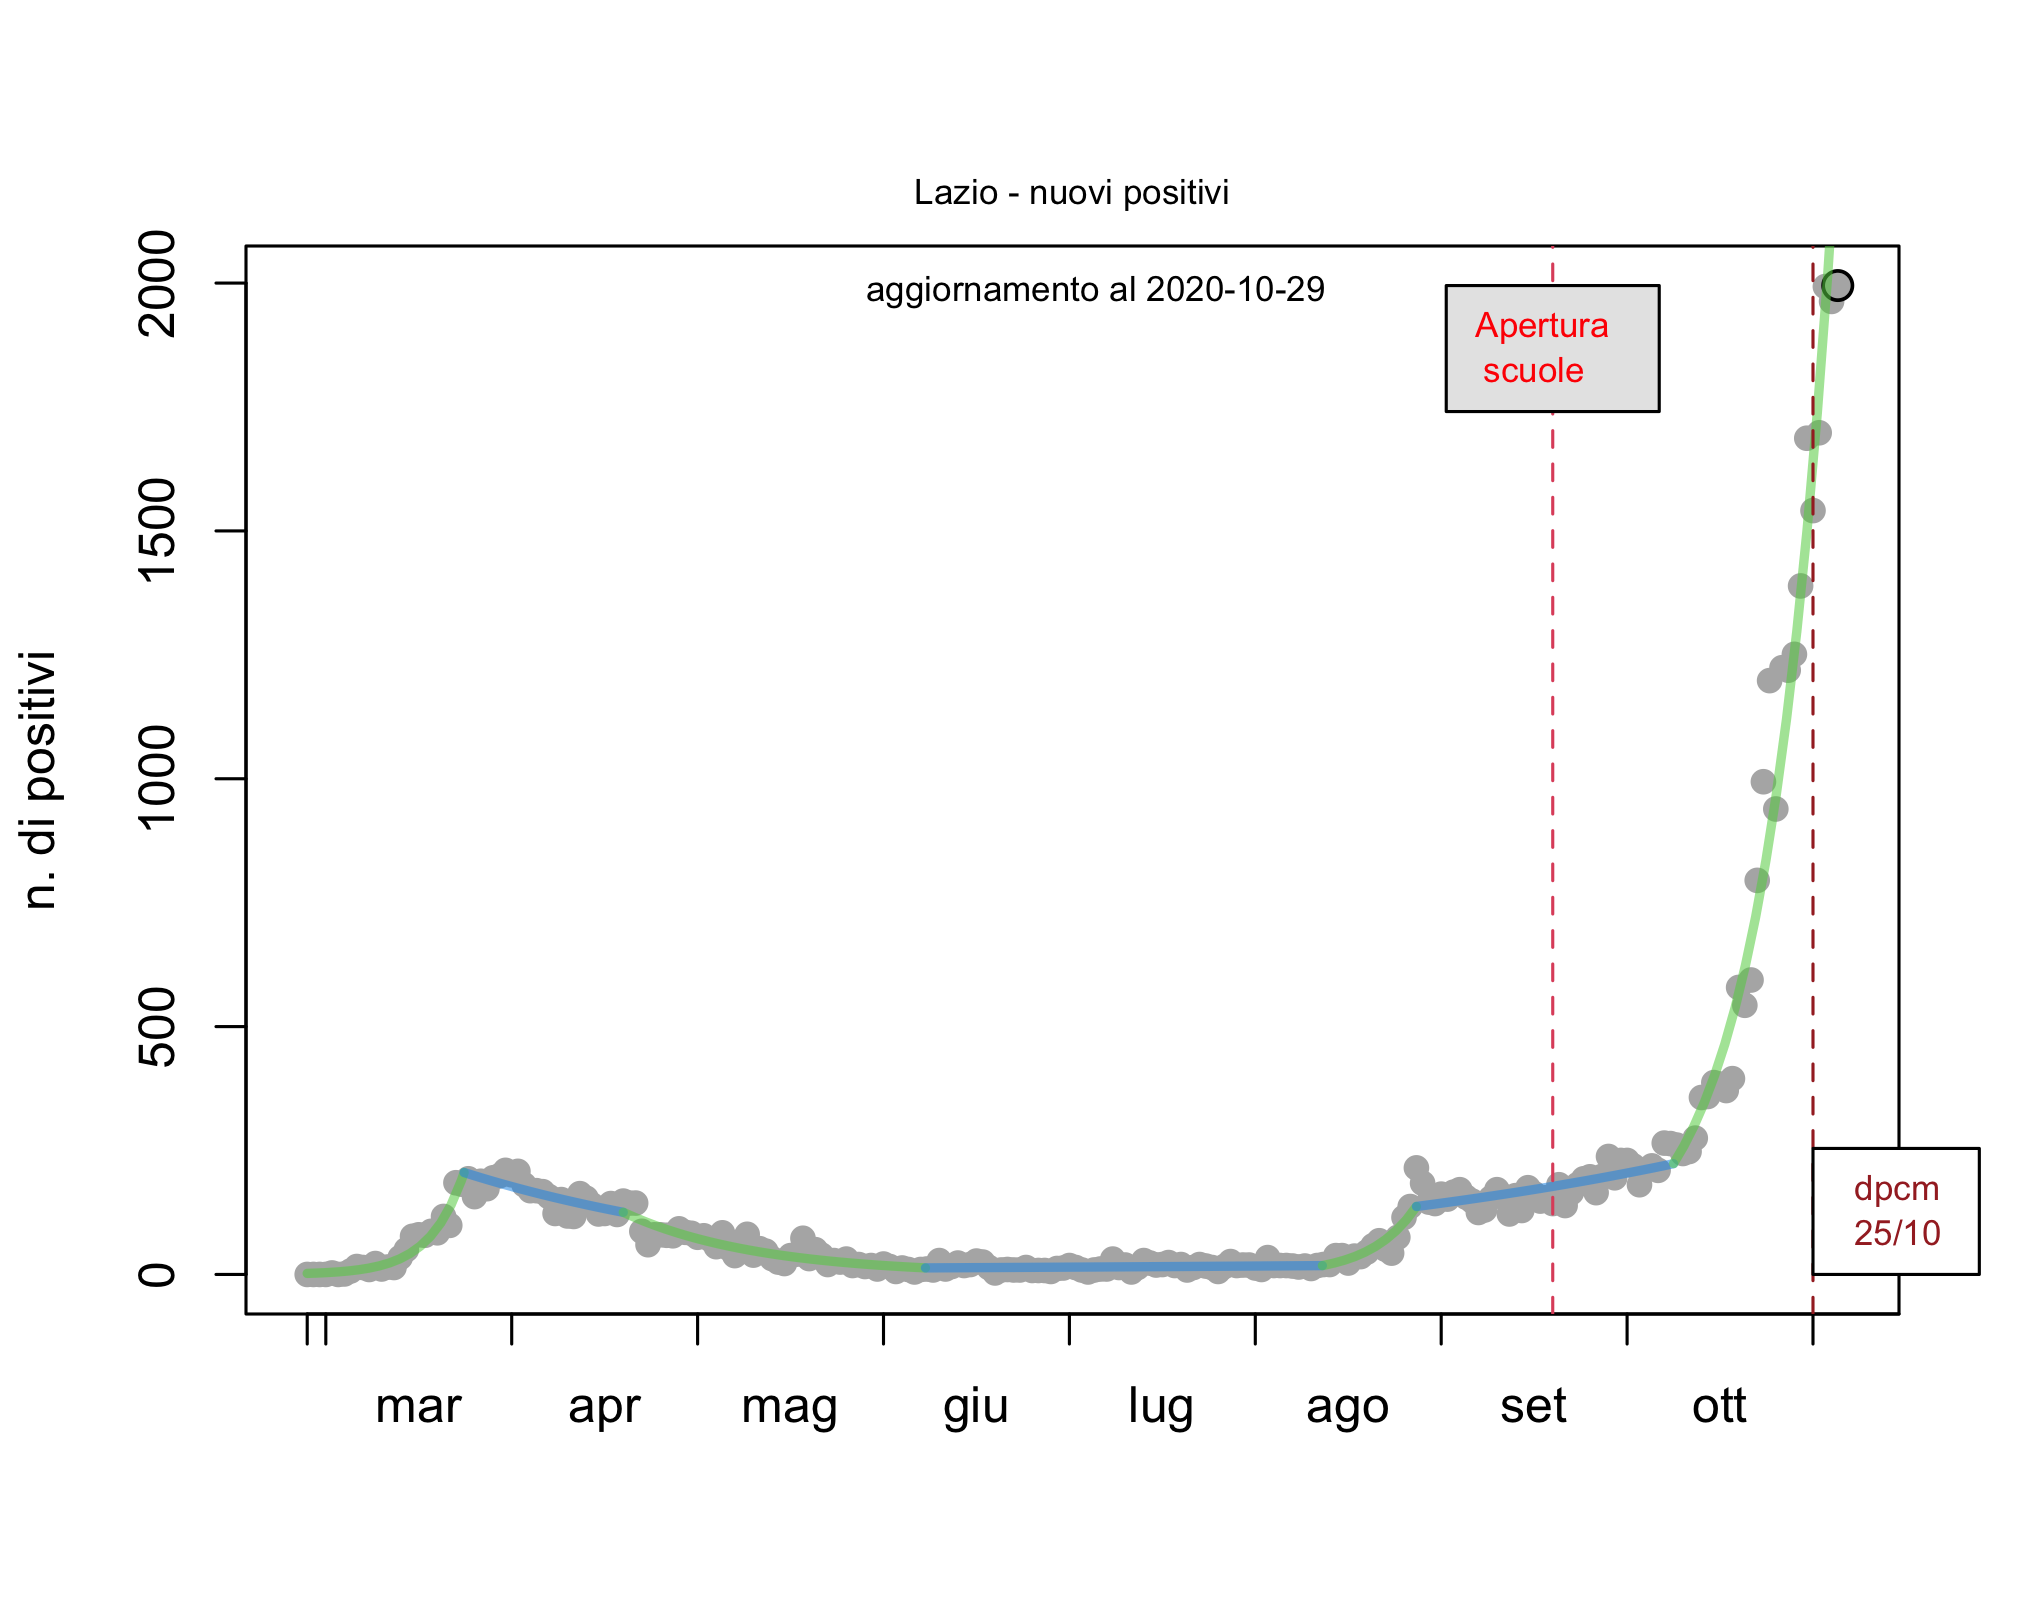 Lazio - nuovi positivi
aggiornamento al 2020-10-29
Apertura
scuole
2000
1500
1000
500
0
n. di positivi
dpcm
25/10
mar apr mag giu lug ago set ott